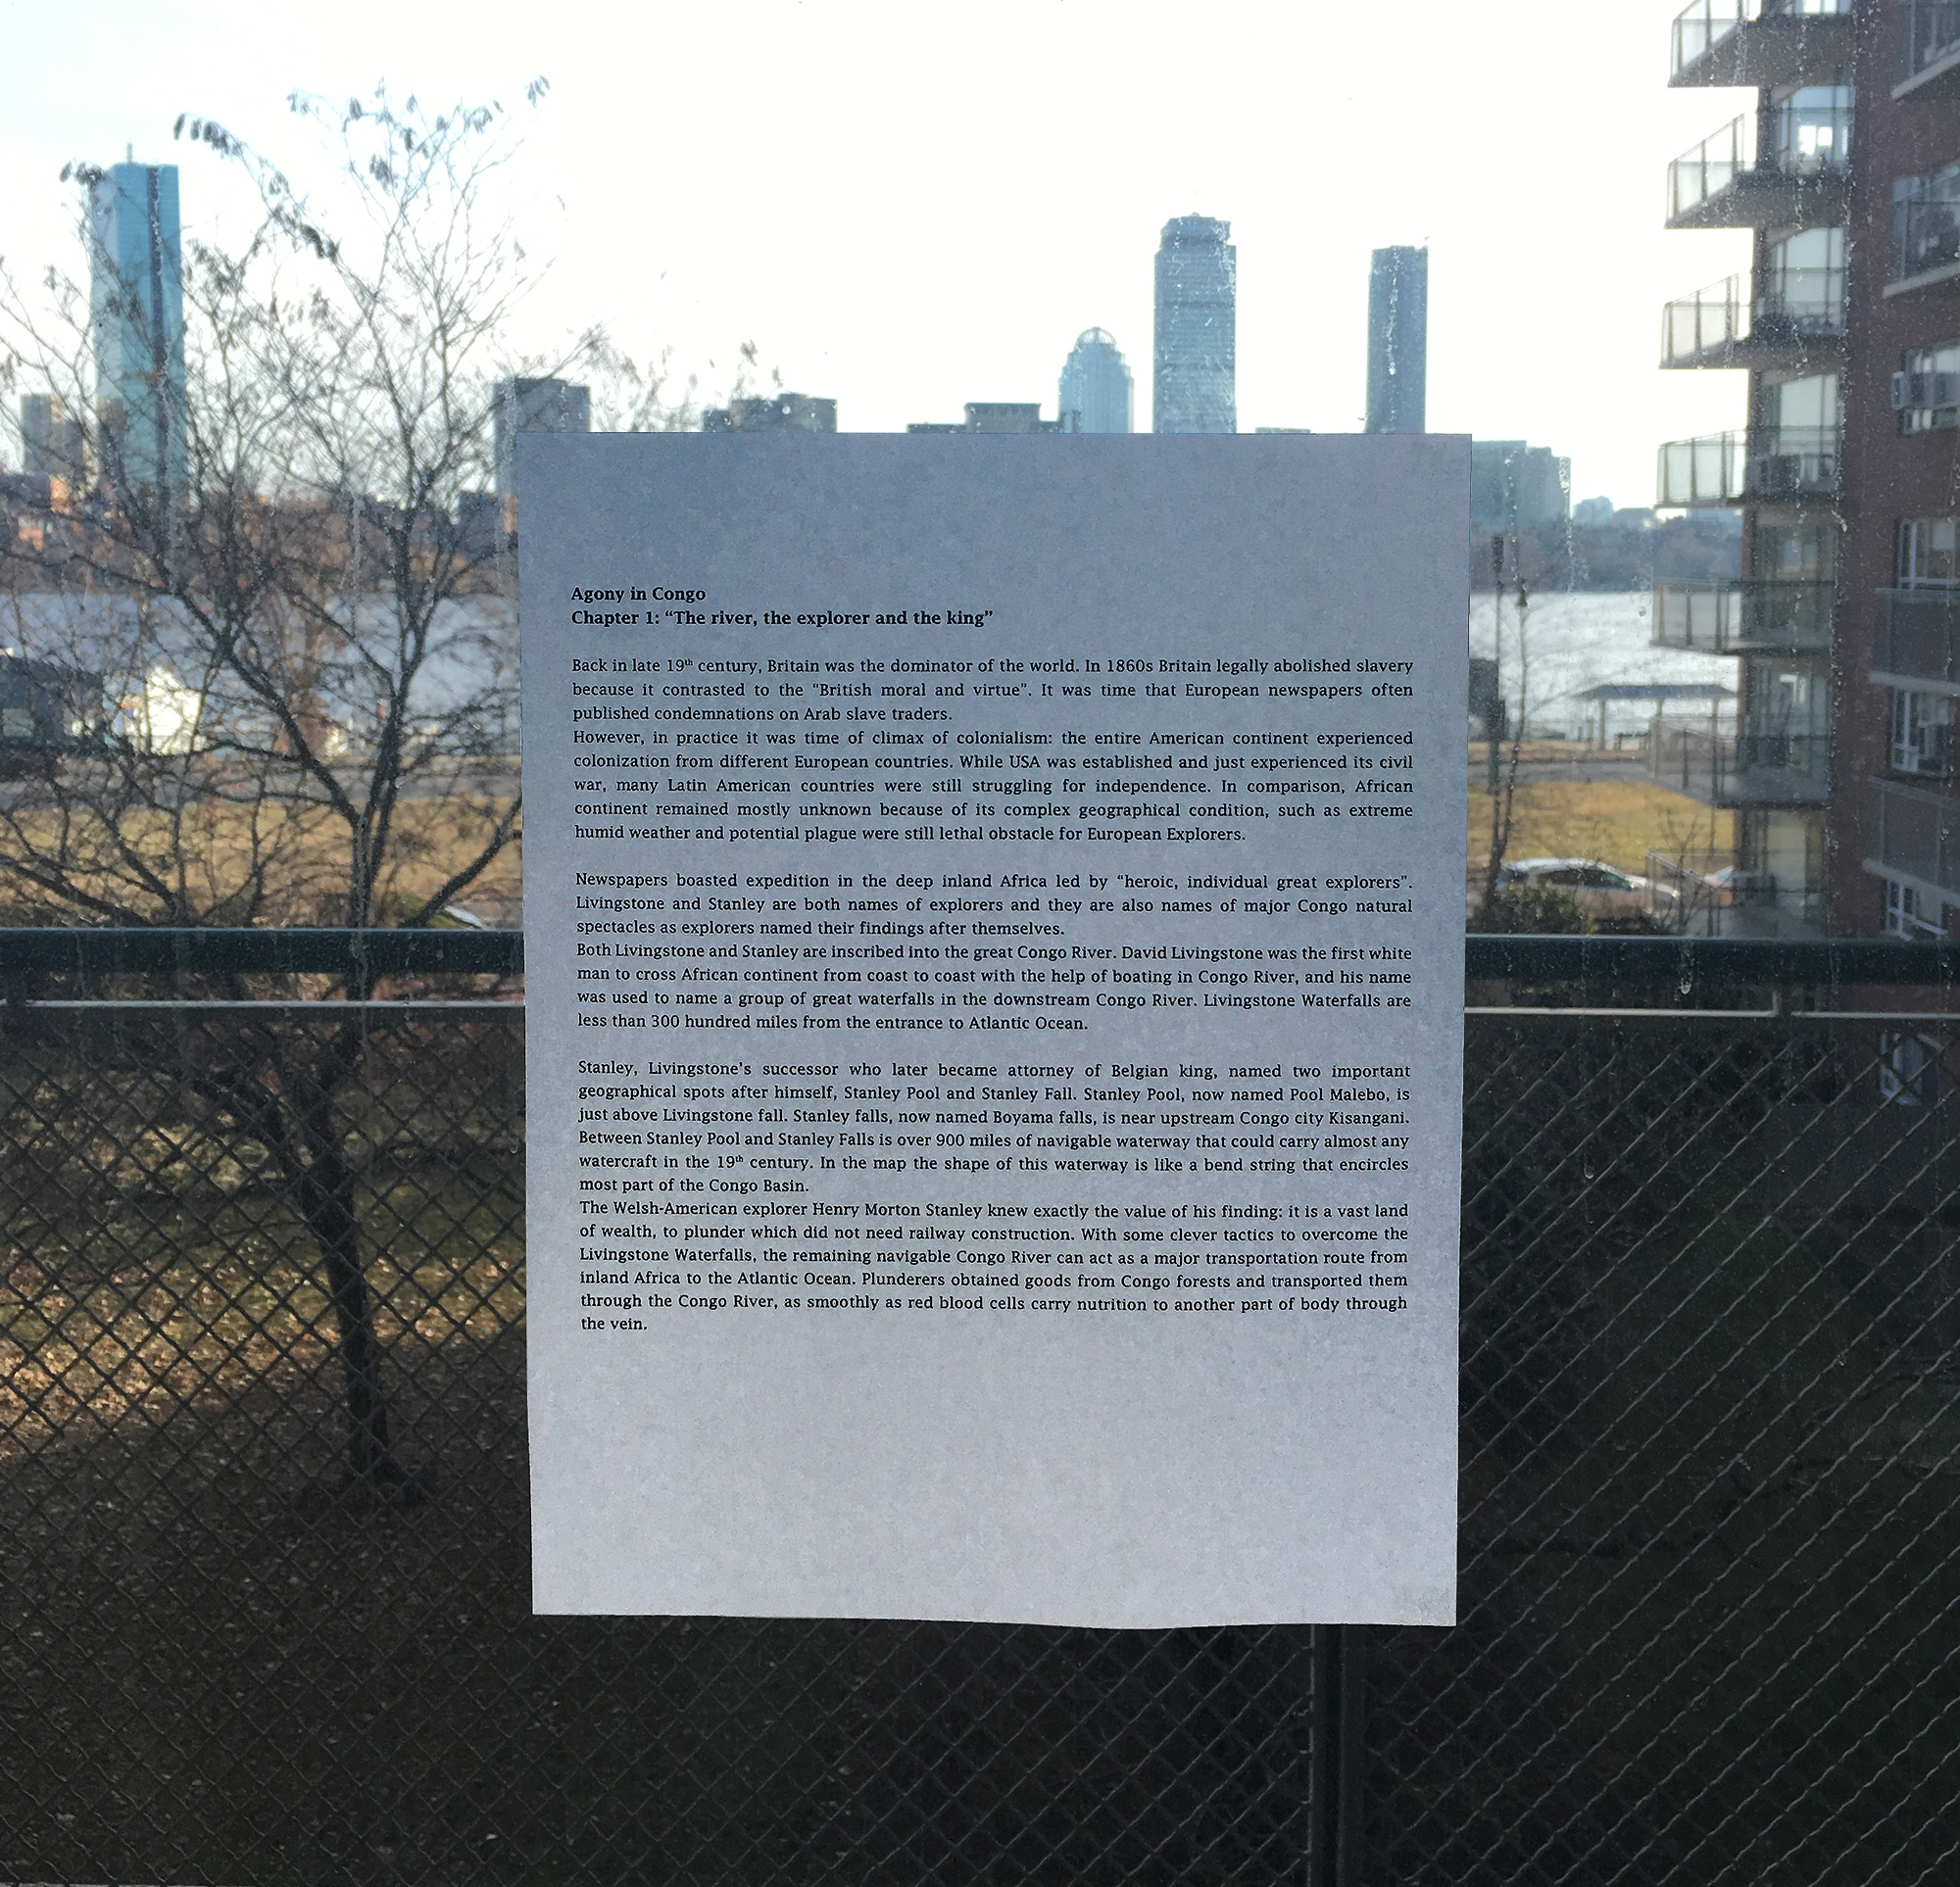 Agony in Congo
Chapter 1: “The river, the explorer and the king”
Back in late 19th century, Britain was the dominator of the world. In 1860s Britain legally abolished slavery
because it contrasted to the “British moral and virtue”. It was time that European newspapers often
published condemnations on Arab slave traders.
However, in practice it was time of climax of colonialism: the entire American continent experienced
colonization from different European countries. While USA was established and just experienced its civil
war, many Latin American countries were still struggling for independence. In comparison, African
continent remained mostly unknown because of its complex geographical condition, such as extreme
humid weather and potential plague were still lethal obstacle for European Explorers.
Newspapers boasted expedition in the deep inland Africa led by “heroic, individual great explorers”.
Livingstone and Stanley are both names of explorers and they are also names of major Congo natural
spectacles as explorers named their findings after themselves.
Both Livingstone and Stanley are inscribed into the great Congo River. David Livingstone was the first white
man to cross African continent from coast to coast with the help of boating in Congo River, and his name
was used to name a group of great waterfalls in the downstream Congo River. Livingstone Waterfalls are
less than 300 hundred miles from the entrance to Atlantic Ocean.
Stanley, Livingstone’s successor who later became attorney of Belgian king, named two important
geographical spots after himself, Stanley Pool and Stanley Fall. Stanley Pool, now named Pool Malebo, is
just above Livingstone fall. Stanley falls, now named Boyama falls, is near upstream Congo city Kisangani.
Between Stanley Pool and Stanley Falls is over 900 miles of navigable waterway that could carry almost any
watercraft in the 19th century. In the map the shape of this waterway is like a bend string that encircles
most part of the Congo Basin.
The Welsh-American explorer Henry Morton Stanley knew exactly the value of his finding: it is a vast land
of wealth, to plunder which did not need railway construction. With some clever tactics to overcome the
Livingstone Waterfalls, the remaining navigable Congo River can act as a major transportation route from
inland Africa to the Atlantic Ocean. Plunderers obtained goods from Congo forests and transported them
through the Congo River, as smoothly as red blood cells carry nutrition to another part of body through
the vein.